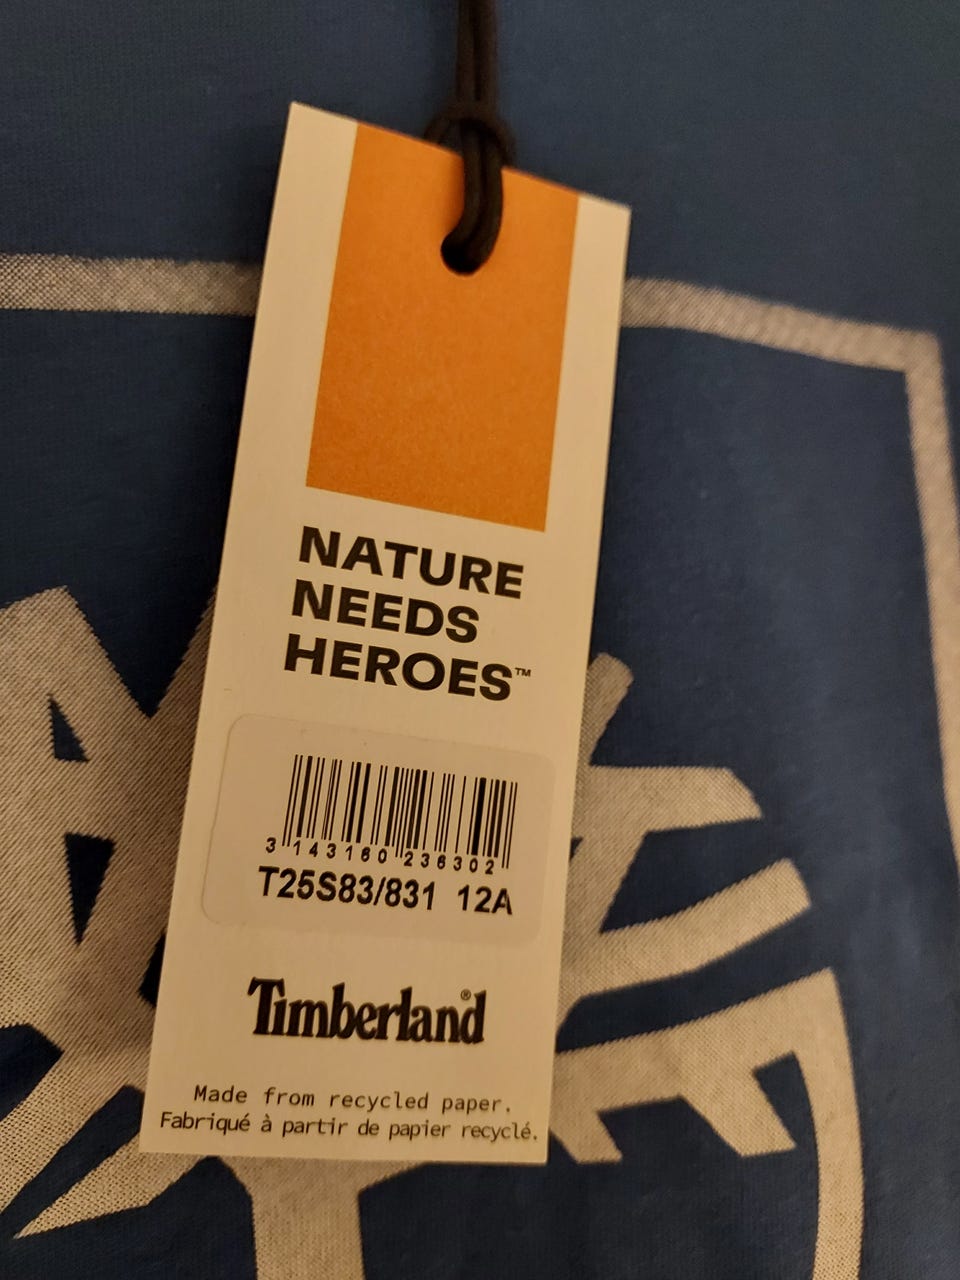 NATURE
NEEDS
HEROES™
3 143160 236302
T25S83/831 12A
Timberland®
Made from recycled paper.
Fabriqué à partir de papier recyclé.